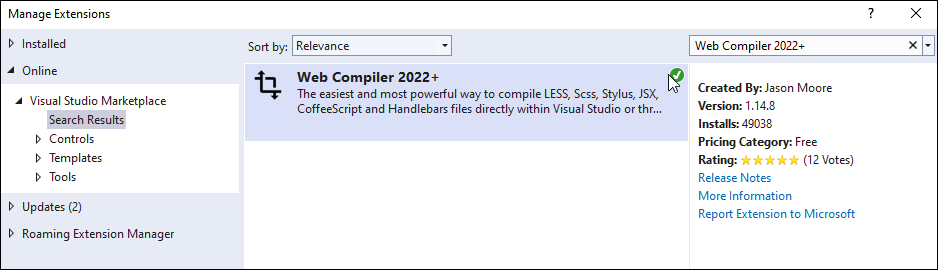 Manage Extensions
?
Installed
Online
Visual Studio Marketplace
Search Results
Controls
Templates
Tools
Updates (2)
Roaming Extension Manager
Sort by: Relevance
Web Compiler 2022+
The easiest and most powerful way to compile LESS, Scss, Stylus, JSX,
CoffeeScript and Handlebars files directly within Visual Studio or thr...
Web Compiler 2022+
Created By: Jason Moore
Version: 1.14.8
Installs: 49038
Pricing Category: Free
Rating: ★★★★★ (12 Votes)
Release Notes
More Information
Report Extension to Microsoft